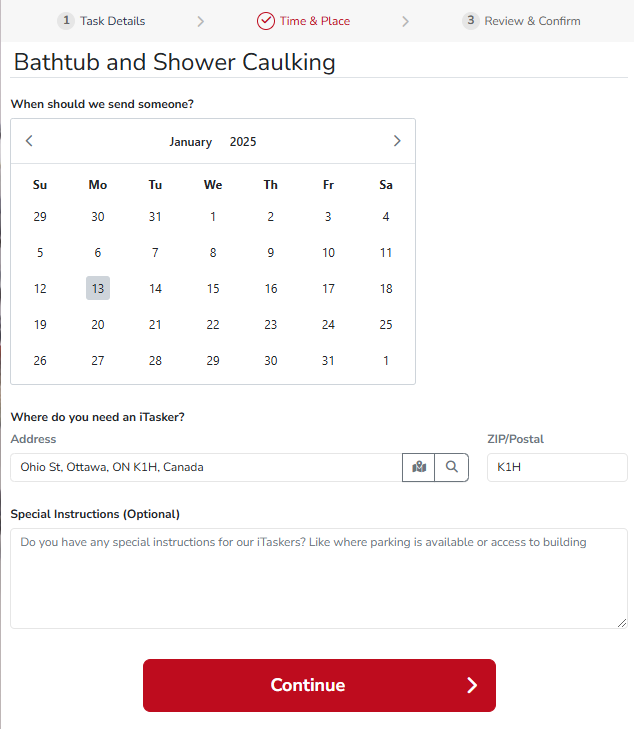 1 Task Details Time & Place 3 Review & Confirm
Bathtub and Shower Caulking
When should we send someone?
January 2025
Su Mo Tu We Th Fr Sa
29 30 31 1 2 3 4
5 6 7 8 9 10 11
12 13 14 15 16 17 18
19 20 21 22 23 24 25
26 27 28 29 30 31 1
Where do you need an iTasker?
Address ZIP/Postal
Ohio St, Ottawa, ON K1H, Canada K1H
Special Instructions (Optional)
Do you have any special instructions for our iTaskers? Like where parking is available or access to building
Continue